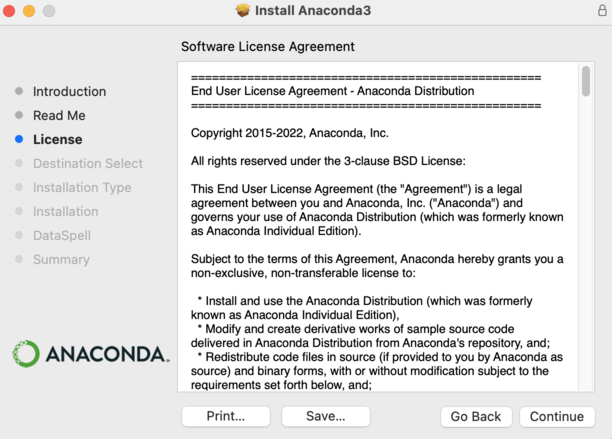 Install Anaconda3
Software License Agreement
Introduction
Read Me
License
Destination Select
Installation Type
Installation
DataSpell
Summary
ANACONDA.
==================================================
End User License Agreement - Anaconda Distribution
==================================================
Copyright 2015-2022, Anaconda, Inc.
All rights reserved under the 3-clause BSD License:
This End User License Agreement (the "Agreement") is a legal
agreement between you and Anaconda, Inc. ("Anaconda") and
governs your use of Anaconda Distribution (which was formerly known
as Anaconda Individual Edition).
Subject to the terms of this Agreement, Anaconda hereby grants you a
non-exclusive, non-transferable license to:
* Install and use the Anaconda Distribution (which was formerly
known as Anaconda Individual Edition),
* Modify and create derivative works of sample source code
delivered in Anaconda Distribution from Anaconda's repository, and;
* Redistribute code files in source (if provided to you by Anaconda as
source) and binary forms, with or without modification subject to the
requirements set forth below, and;
Print...
Save...
Go Back
Continue